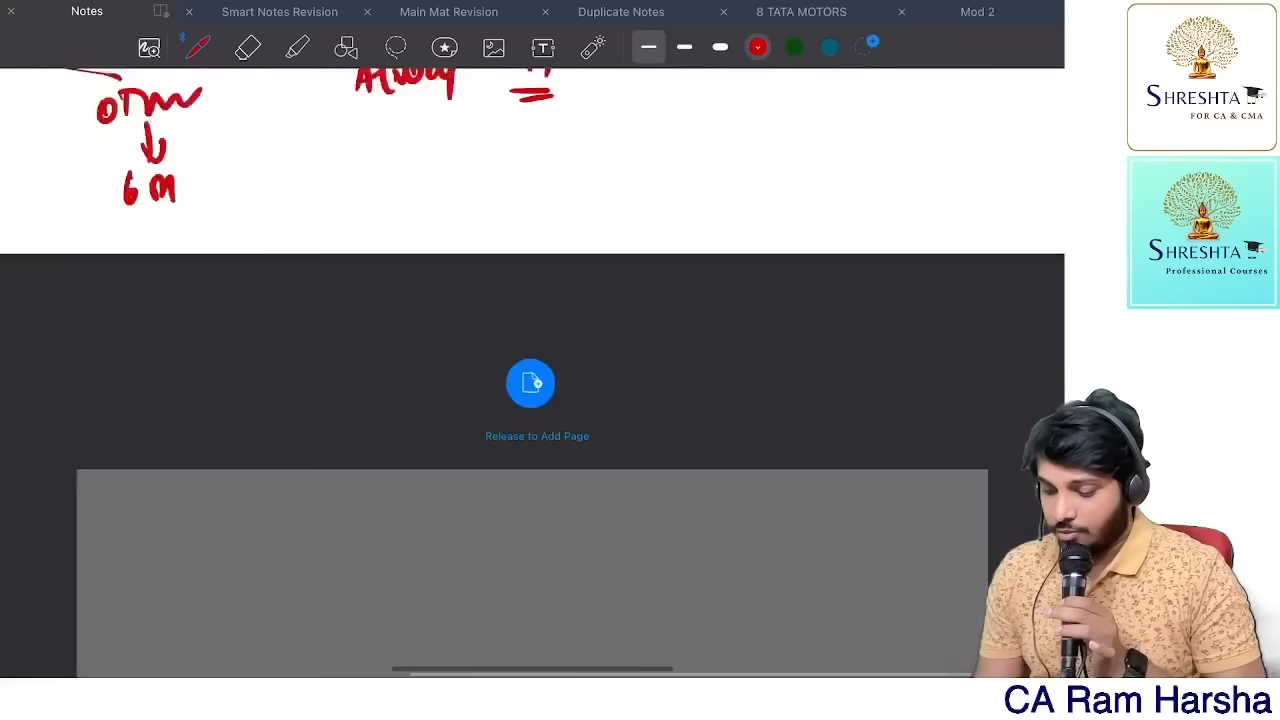 Notes
Smart Notes Revision
Main Mat Revision
Duplicate Notes
8 TATA MOTORS
Mod 2
T
OTM
6 M
Release to Add Page
SHRESHTA
FOR CA & CMA
SHRESHTA
Professional Courses
CA Ram Harsha